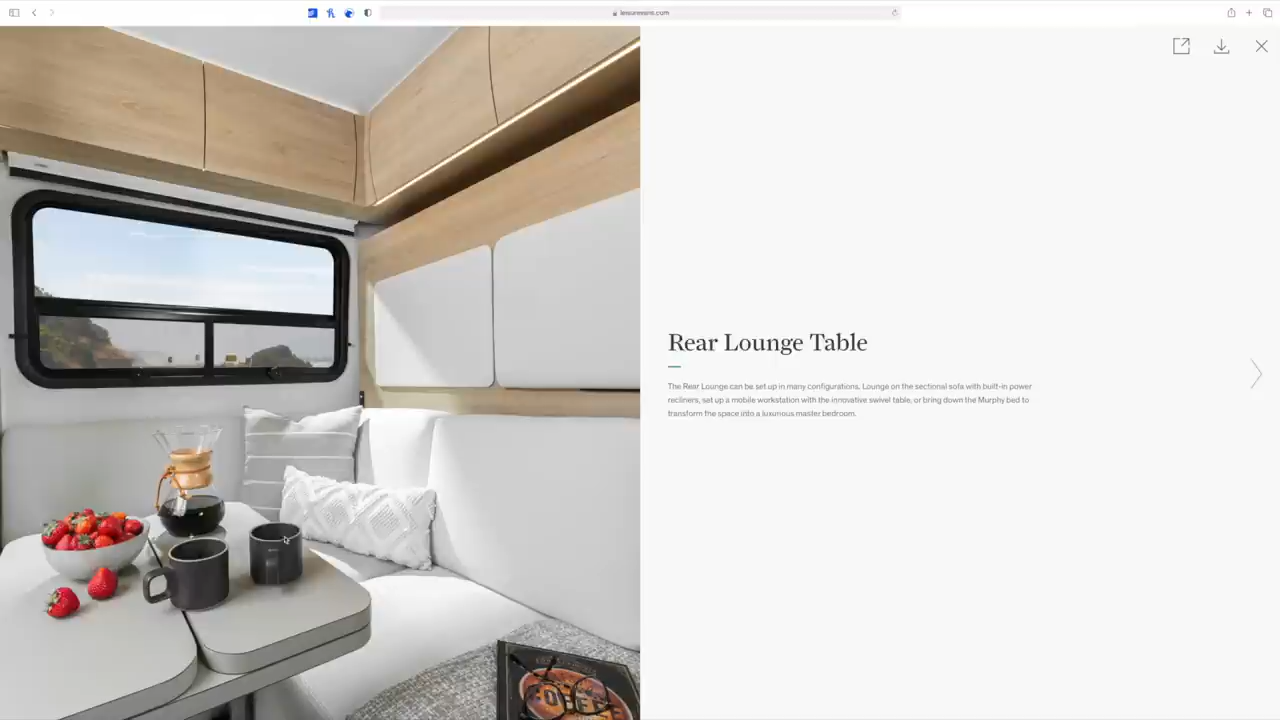 leisurevans.com
Rear Lounge Table
The Rear Lounge can be set up in many configurations. Lounge on the sectional sofa with built-in power
recliners, set up a mobile workstation with the innovative swivel table, or bring down the Murphy bed to
transform the space into a luxurious master bedroom.
COFFEE